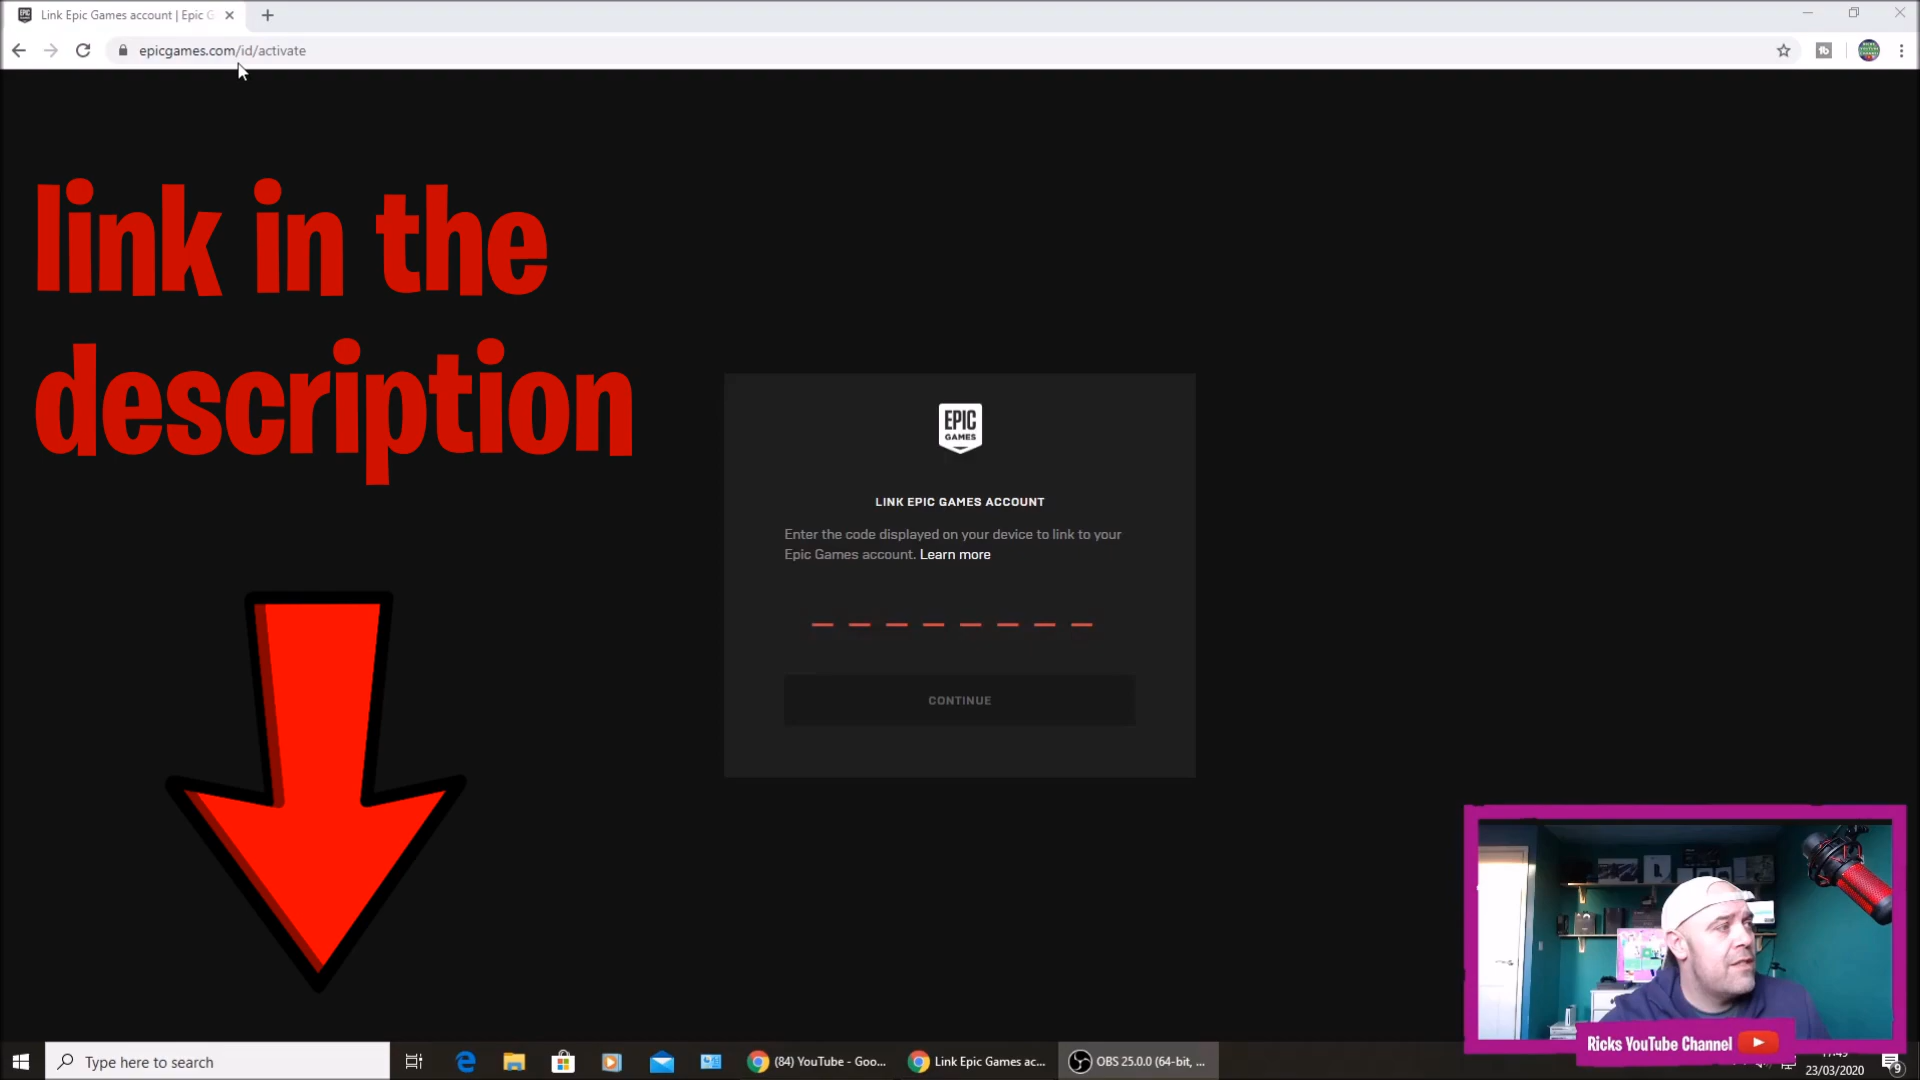 Link Epic Games account | Epic G
epicgames.com/id/activate
link in the
description
EPIC
GAMES
LINK EPIC GAMES ACCOUNT
Enter the code displayed on your device to link to your
Epic Games account. Learn more
CONTINUE
Ricks YouTube Channel
Type here to search
(84) YouTube - Goo...
Link Epic Games ac...
OBS 25.0.0 (64-bit, ...
23/03/2020
9